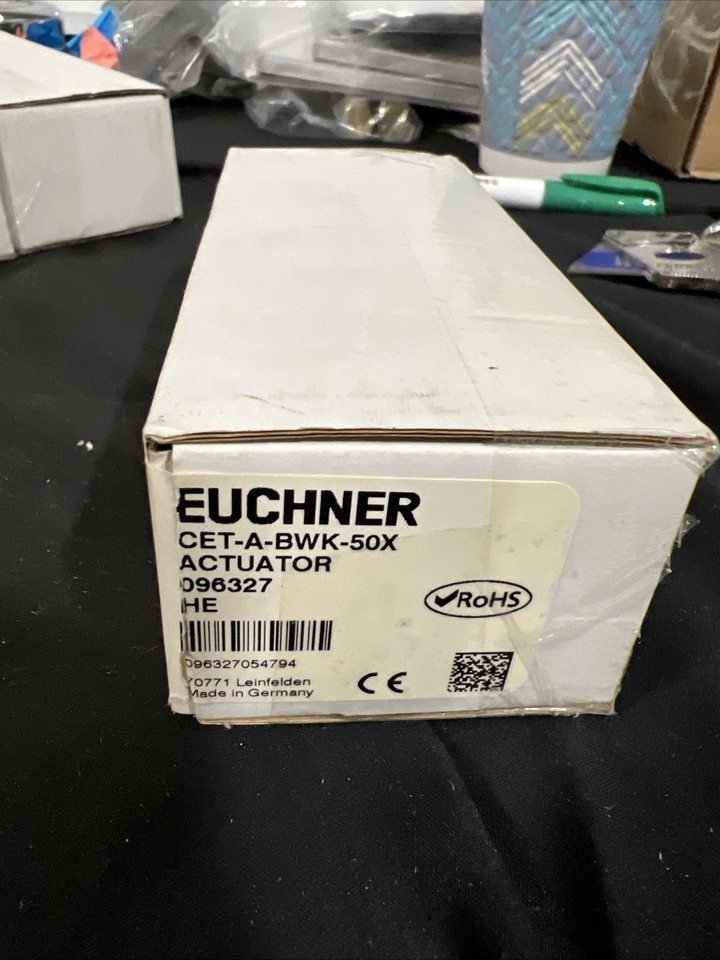 EUCHNER
CET-A-BWK-50X
ACTUATOR
096327
HE
096327054794
70771 Leinfelden
Made in Germany
CE
RoHS